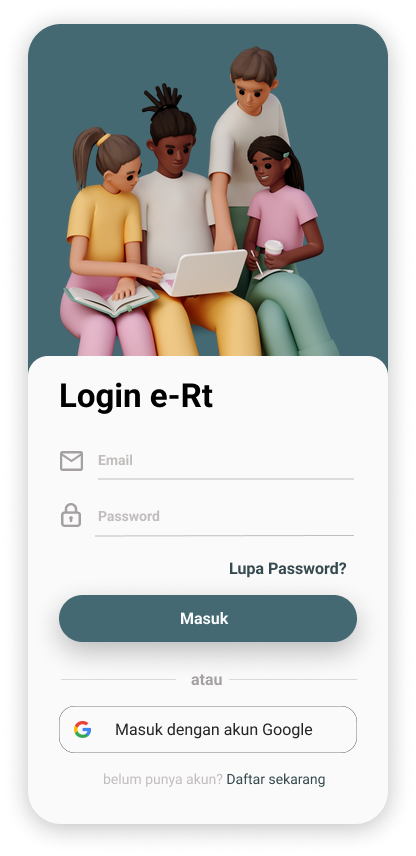 Login e-Rt
Email
Password
Lupa Password?
Masuk
atau
Masuk dengan akun Google
belum punya akun? Daftar sekarang